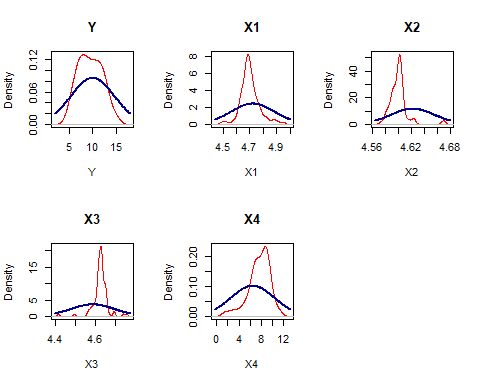 Y
X1
X2
Density
0.00 0.06 0.12
5 10 15
Y
Density
0 2 4 6 8
4.5 4.7 4.9
X1
Density
0 20 40
4.56 4.62 4.68
X2
X3
X4
Density
0 5 15
4.4 4.6
X3
Density
0.00 0.10 0.20
0 4 8 12
X4